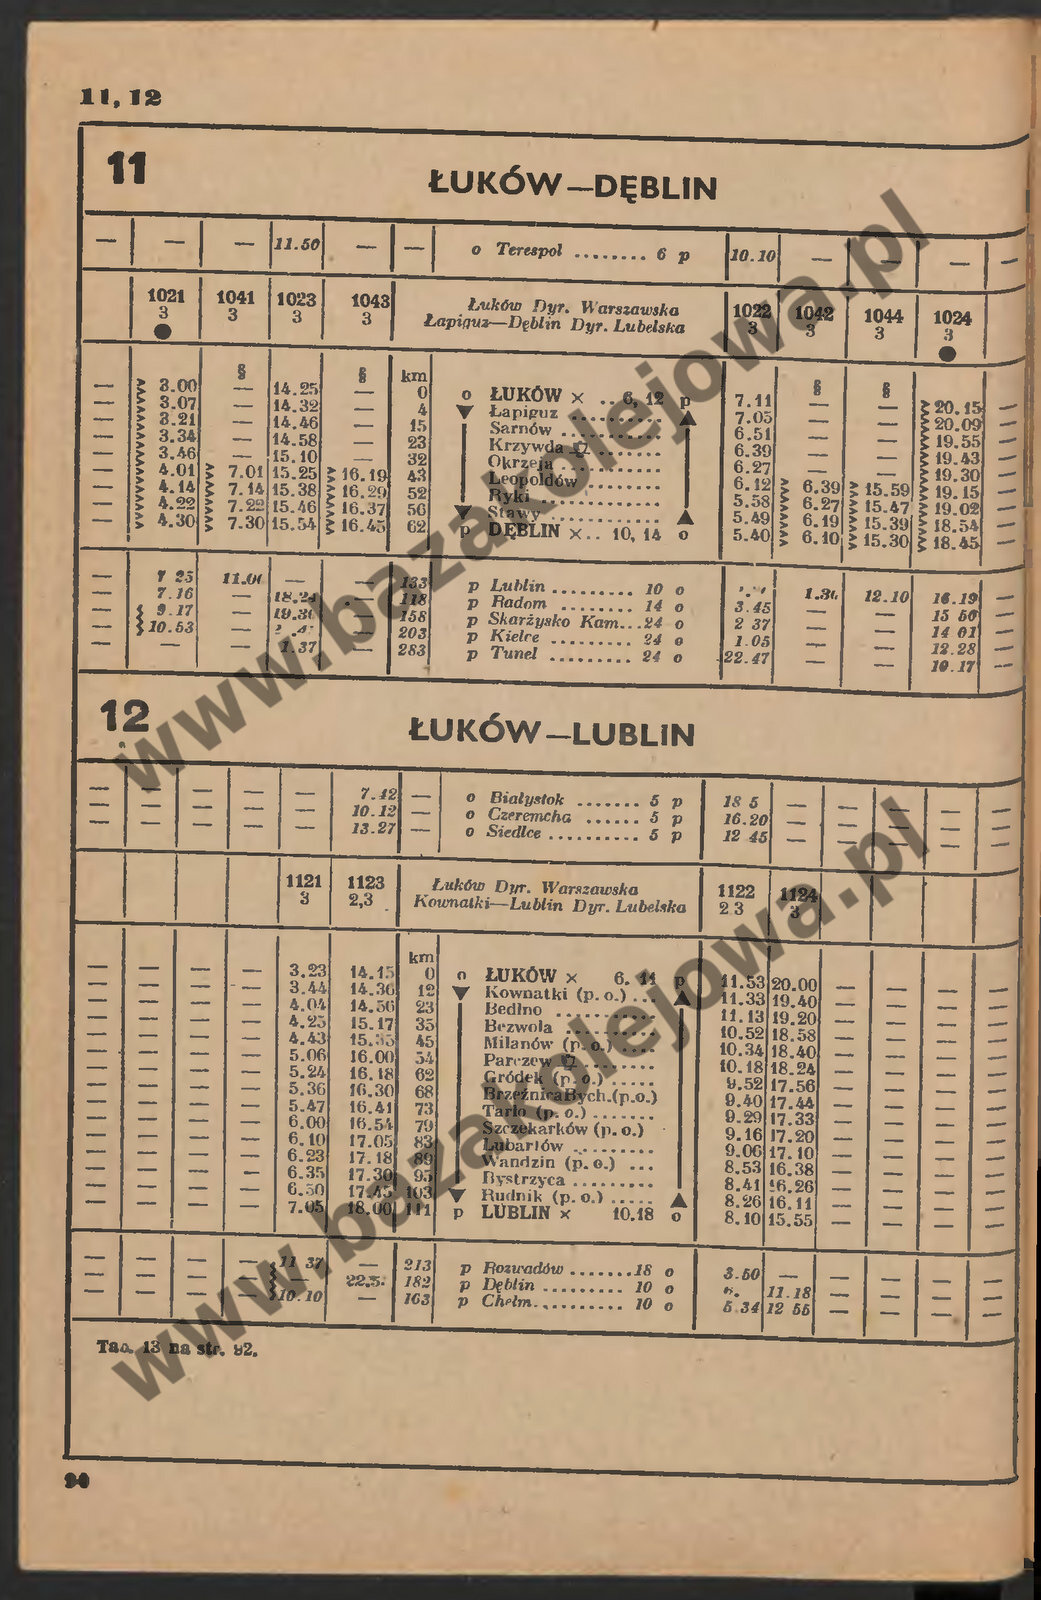 11, 12
11
ŁUKÓW—DĘBLIN
— — — 11.50 — — o Terespol ........ 6 p 10.10 — — — —
1021 1041 1023 1043 Łuków Dyr. Warszawska 1022 1042 1044 1024
3 3 3 3 Łapiguz—Dęblin Dyr. Lubelska 3 3 3 3
§ § km § §
— 3.00 — 14.25 — 0 o ŁUKÓW × .. 6, 12 p 7.11 — — 20.15 —
— 3.07 — 14.32 — 4 Łapiguz .......... 7.05 — — 20.09 —
— 3.21 — 14.46 — 15 Sarnów .......... 6.51 — — 19.55 —
— 3.34 — 14.58 — 23 Krzywda ........ 6.39 — — 19.43 —
— 3.46 — 15.10 — 32 Okrzeja .......... 6.27 — — 19.30 —
— 4.01 7.01 15.25 16.19 43 Leopoldów ........ 6.12 6.39 15.59 19.15 —
— 4.14 7.14 15.38 16.29 52 Ryki ............ 5.58 6.27 15.47 19.02 —
— 4.22 7.22 15.46 16.37 56 Stawy ............ 5.49 6.19 15.39 18.54 —
— 4.30 7.30 15.54 16.45 62 p DĘBLIN ×.. 10, 14 o 5.40 6.10 15.30 18.45 —
— 7 25 — — 133 p Lublin .......... 10 o 12.10 16.19 —
— 7.16 — — 118 p Radom ......... 14 o 3.45 — — 15 50 —
— 9.17 — — 158 p Skarżysko Kam...24 o 2 37 — — 14 01 —
— 10.53 — — 203 p Kielce .......... 24 o 1.05 — — 12.28 —
— — — 1.37 — 283 p Tunel .......... 24 o 22.47 — — 10.17 —
12
ŁUKÓW—LUBLIN
— — — — — 7.42 — o Białystok ....... 5 p — — — — —
— — — — — 10.12 — o Czeremcha ...... 5 p 16.20 — — — — —
— — — — — 13.27 — o Siedlce .......... 5 p 12 45 — — — — —
1121 1123 Łuków Dyr. Warszawska 1122 1124
3 2,3 Kownatki—Lublin Dyr. Lubelska 2 3 3
km
— — — — 3.23 14.15 0 o ŁUKÓW × 6. 11 p 11.53 20.00 — — — — —
— — — — 3.44 14.36 12 Kownatki (p. o.) ... 11.33 19.40 — — — — —
— — — — 4.04 14.56 23 Bedlno ........... 11.13 19.20 — — — — —
— — — — 4.25 15.17 35 Bezwola ......... 10.52 18.58 — — — — —
— — — — 4.43 15.35 45 Milanów (p. o.) .... 10.34 18.40 — — — — —
— — — — 5.06 16.00 54 Parczew ........ 10.18 18.24 — — — — —
— — — — 5.24 16.18 62 Gródek (p. o.) ..... 9.52 17.56 — — — — —
— — — — 5.36 16.30 68 Brzeźnica Bych.(p.o.) 9.40 17.44 — — — — —
— — — — 5.47 16.41 73 Tarło (p. o.) ....... 9.29 17.33 — — — — —
— — — — 6.00 16.54 79 Szczekarków (p. o.) 9.16 17.20 — — — — —
— — — — 6.10 17.05 83 Lubartów ......... 9.06 17.10 — — — — —
— — — — 6.23 17.18 89 Wandzin (p. o.) ... 8.53 16.38 — — — — —
— — — — 6.35 17.30 95 Bystrzyca ......... 8.41 16.26 — — — — —
— — — — 6.50 17.45 103 Rudnik (p. o.) ..... 8.26 16.11 — — — — —
— — — — 7.05 18.00 111 p LUBLIN × 10.18 o 8.10 15.55 — — — — —
— — — — 11 37 — 213 p Rozwadów .......18 o 3.50 — — — — — —
— — — — — 182 p Dęblin .......... 10 o 11.18 — — — — —
— — — — 10.10 — 163 p Chełm........... 10 o 5.34 12 55 — — — — —
Tab. 13 na str. 92.
90
www.bazakolejowa.pl
www.bazakolejowa.pl